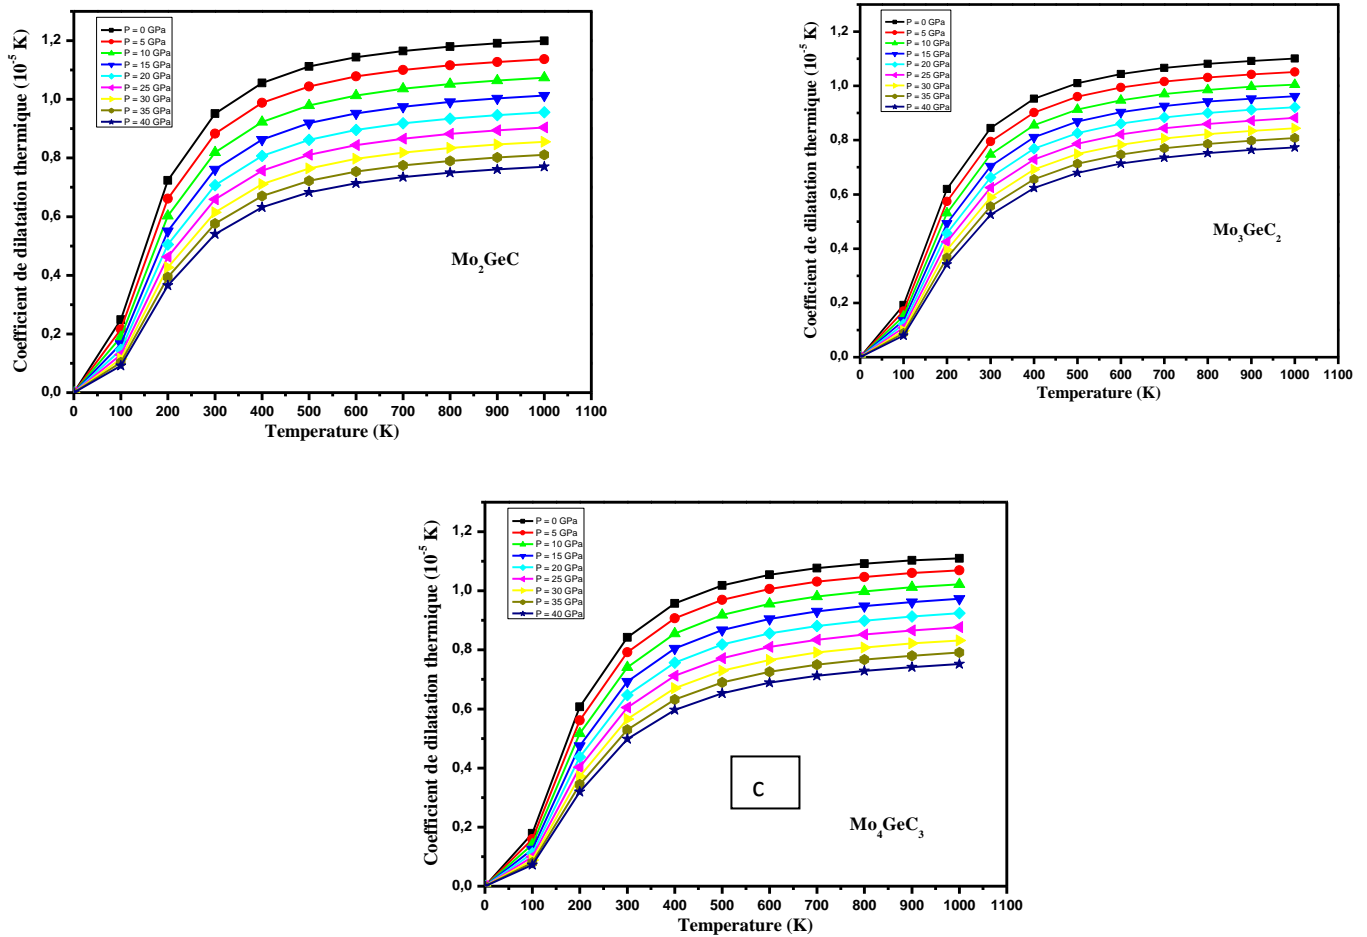 Coefficient de dilatation thermique (10⁻⁵ K)
P = 0 GPa
P = 5 GPa
P = 10 GPa
P = 15 GPa
P = 20 GPa
P = 25 GPa
P = 30 GPa
P = 35 GPa
P = 40 GPa
1,2
1,0
0,8
0,6
0,4
0,2
0,0
Mo₂GeC
0 100 200 300 400 500 600 700 800 900 1000 1100
Temperature (K)
Coefficient de dilatation thermique (10⁻⁵ K)
P = 0 GPa
P = 5 GPa
P = 10 GPa
P = 15 GPa
P = 20 GPa
P = 25 GPa
P = 30 GPa
P = 35 GPa
P = 40 GPa
1,2
1,0
0,8
0,6
0,4
0,2
0,0
Mo₃GeC₂
0 100 200 300 400 500 600 700 800 900 1000 1100
Temperature (K)
Coefficient de dilatation thermique (10⁻⁵ K)
P = 0 GPa
P = 5 GPa
P = 10 GPa
P = 15 GPa
P = 20 GPa
P = 25 GPa
P = 30 GPa
P = 35 GPa
P = 40 GPa
1,2
1,0
0,8
0,6
0,4
0,2
0,0
c
Mo₄GeC₃
0 100 200 300 400 500 600 700 800 900 1000 1100
Temperature (K)